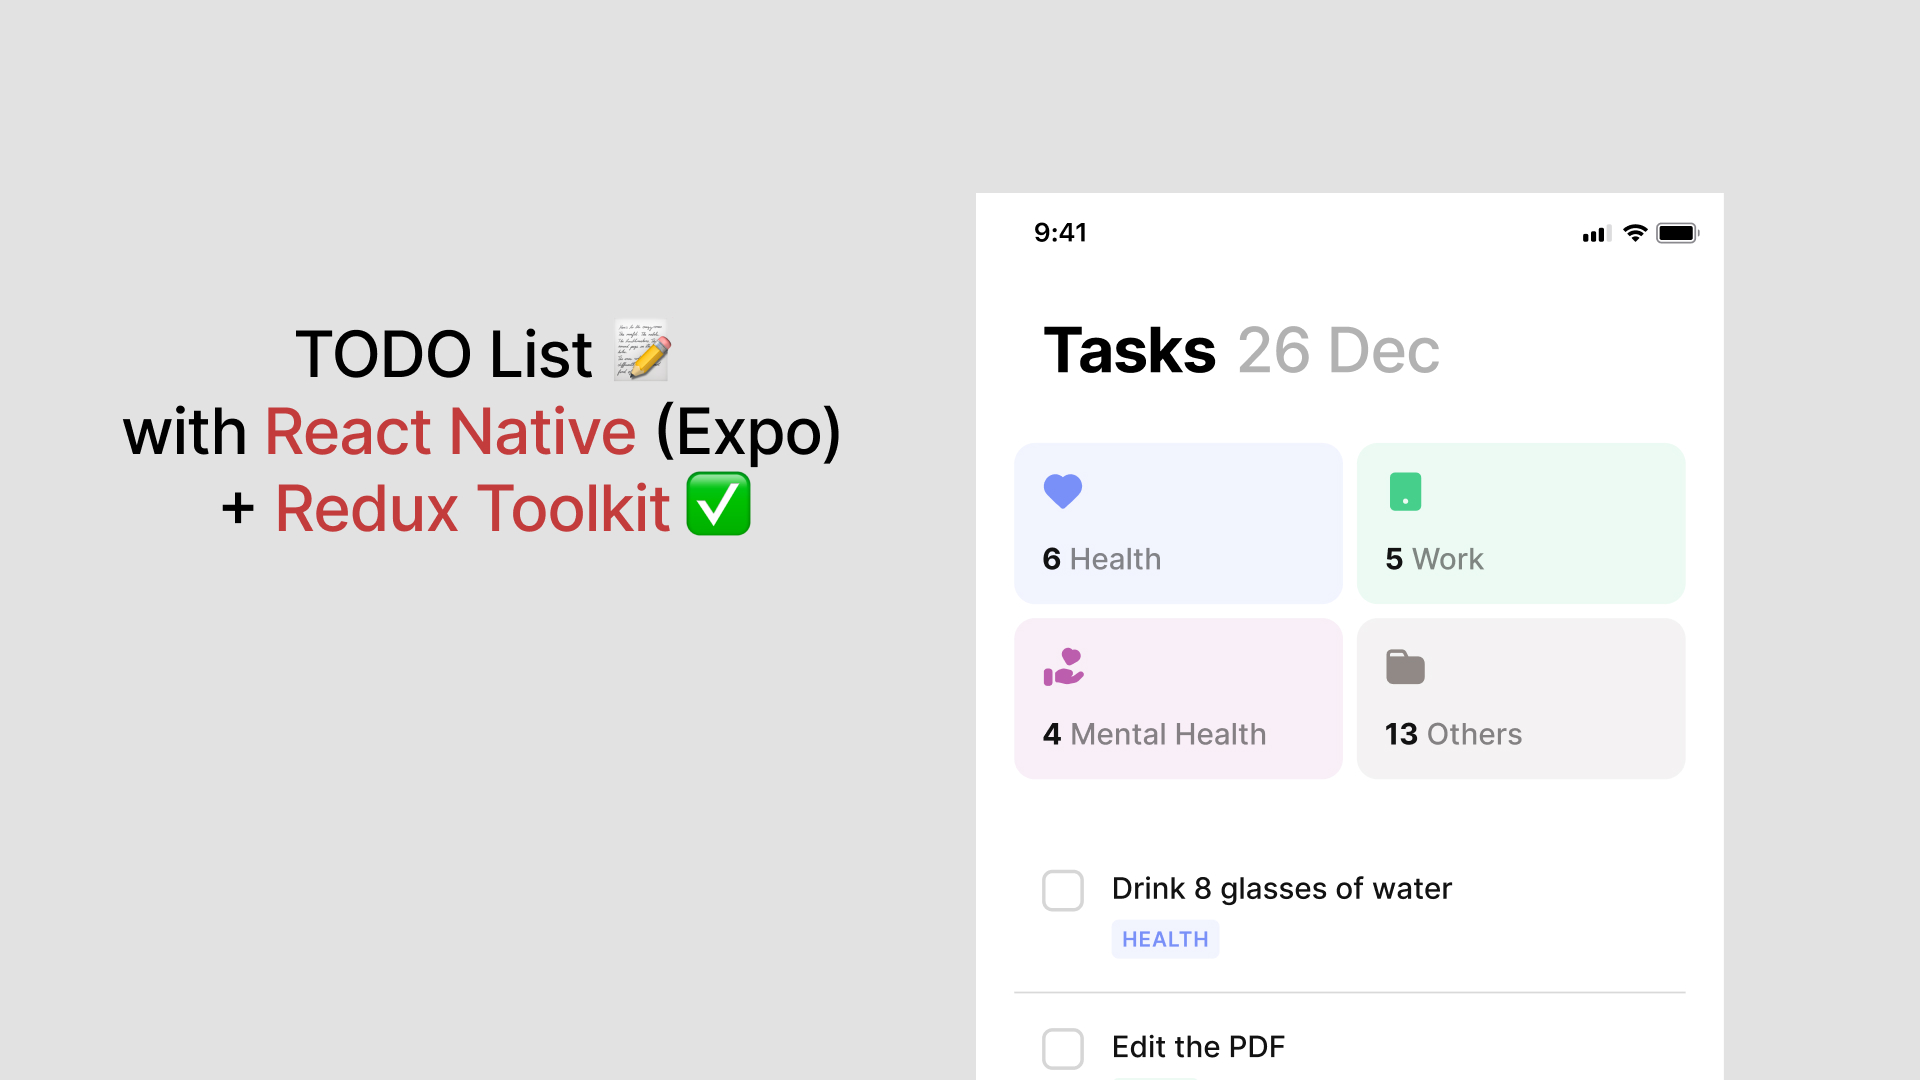 TODO List 📝
with React Native (Expo)
+ Redux Toolkit ✅
9:41
Tasks 26 Dec
6 Health
5 Work
4 Mental Health
13 Others
Drink 8 glasses of water
HEALTH
Edit the PDF